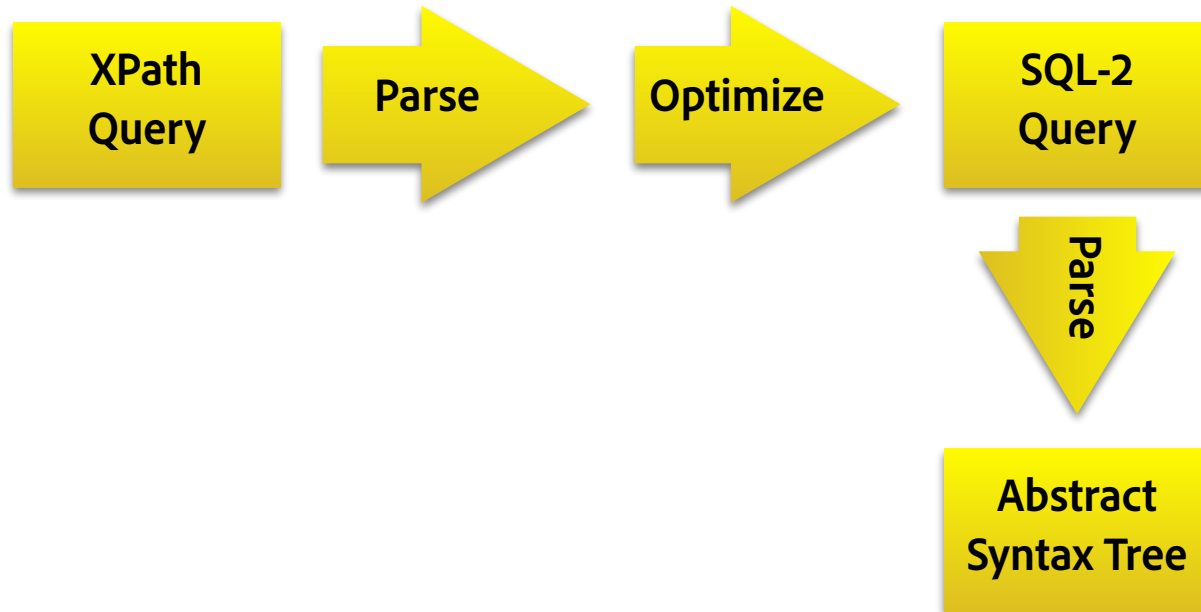 XPath
Query
Parse
Optimize
SQL-2
Query
Parse
Abstract
Syntax Tree